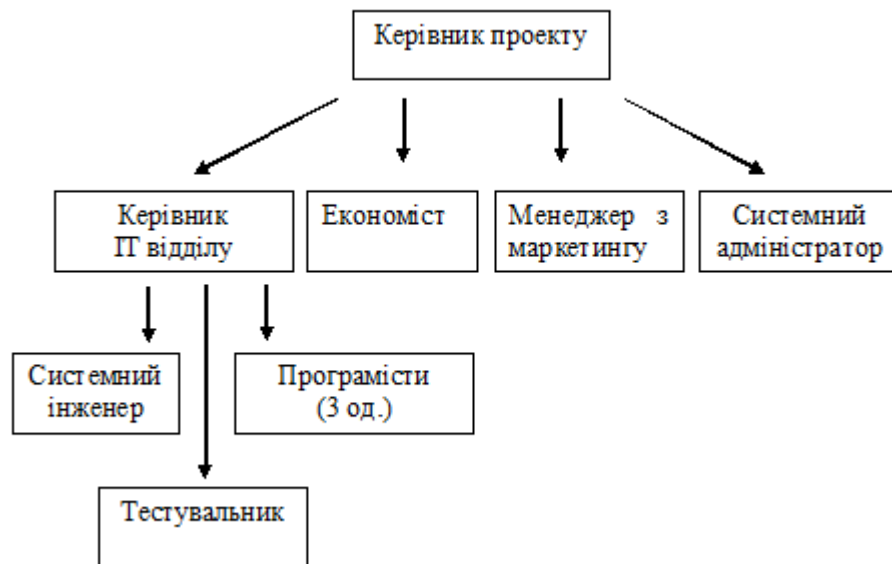 Керівник проекту
Керівник
ІТ відділу
Економіст
Менеджер з
маркетингу
Системний
адміністратор
Системний
інженер
Програмісти
(3 од.)
Тестувальник